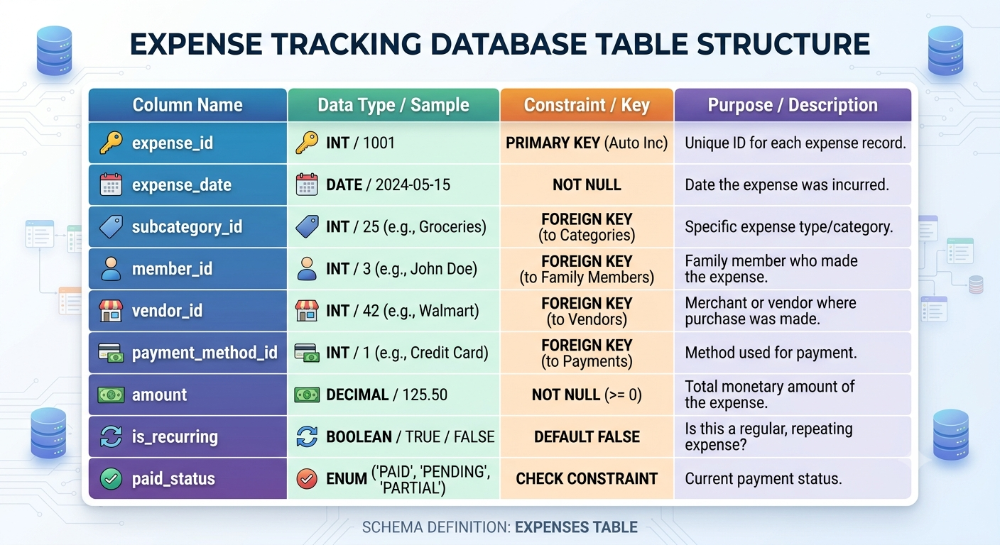 EXPENSE TRACKING DATABASE TABLE STRUCTURE
Column Name Data Type / Sample Constraint / Key Purpose / Description
expense_id INT / 1001 PRIMARY KEY (Auto Inc) Unique ID for each expense record.
expense_date DATE / 2024-05-15 NOT NULL Date the expense was incurred.
subcategory_id INT / 25 (e.g., Groceries) FOREIGN KEY
(to Categories) Specific expense type/category.
member_id INT / 3 (e.g., John Doe) FOREIGN KEY
(to Family Members) Family member who made
the expense.
vendor_id INT / 42 (e.g., Walmart) FOREIGN KEY
(to Vendors) Merchant or vendor where
purchase was made.
payment_method_id INT / 1 (e.g., Credit Card) FOREIGN KEY
(to Payments) Method used for payment.
amount DECIMAL / 125.50 NOT NULL (>= 0) Total monetary amount of
the expense.
is_recurring BOOLEAN / TRUE / FALSE DEFAULT FALSE Is this a regular, repeating
expense?
paid_status ENUM ('PAID', 'PENDING',
'PARTIAL') CHECK CONSTRAINT Current payment status.
SCHEMA DEFINITION: EXPENSES TABLE